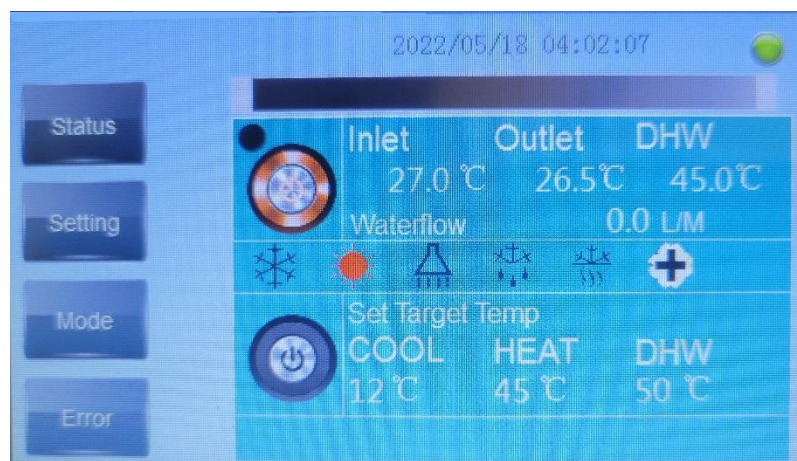 2022/05/18 04:02:07
Status
Inlet Outlet DHW
27.0 ℃ 26.5℃ 45.0℃
Setting
Waterflow 0.0 L/M
Mode
Set Target Temp
COOL HEAT DHW
12 ℃ 45 ℃ 50 ℃
Error